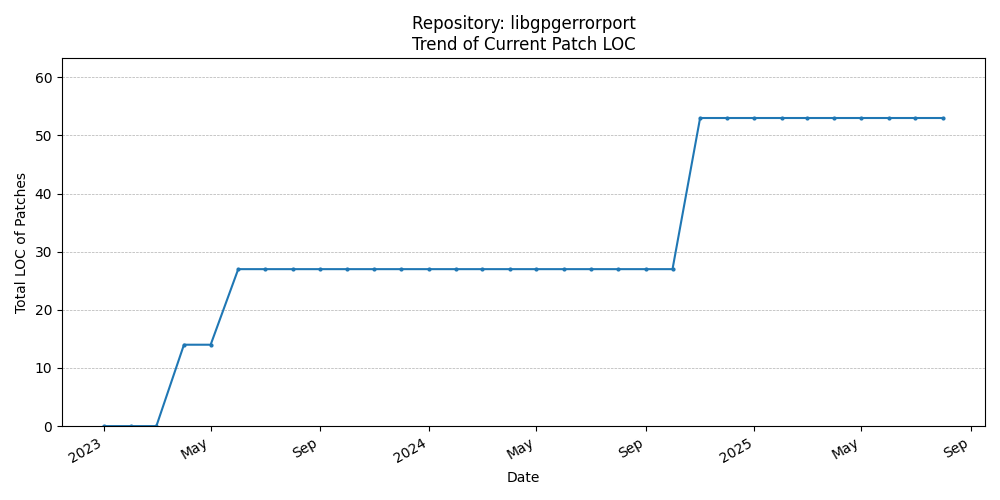 Repository: libgpgerrorport
Trend of Current Patch LOC
Total LOC of Patches
60
50
40
30
20
10
0
2023
May
Sep
2024
May
Sep
2025
May
Sep
Date